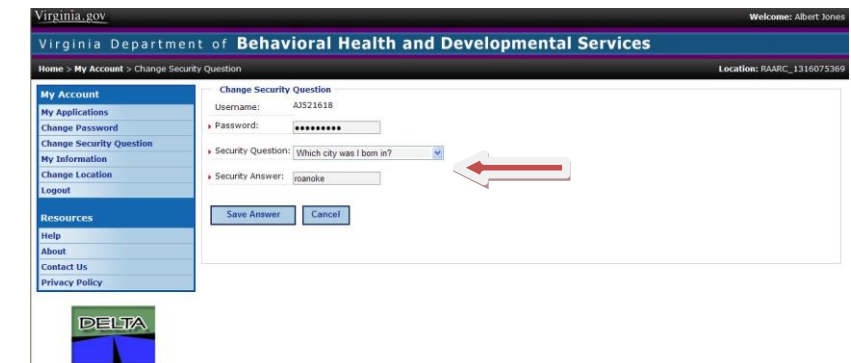 Virginia.gov Welcome: Albert Jones
Virginia Department of Behavioral Health and Developmental Services
Home > My Account > Change Security Question Location: RAARC_1316075369
My Account
My Applications
Change Password
Change Security Question
My Information
Change Location
Logout
Resources
Help
About
Contact Us
Privacy Policy
Change Security Question
Username: AJ521618
Password: •••••••••
Security Question: Which city was I born in?
Security Answer: roanoke
Save Answer Cancel
DELTA